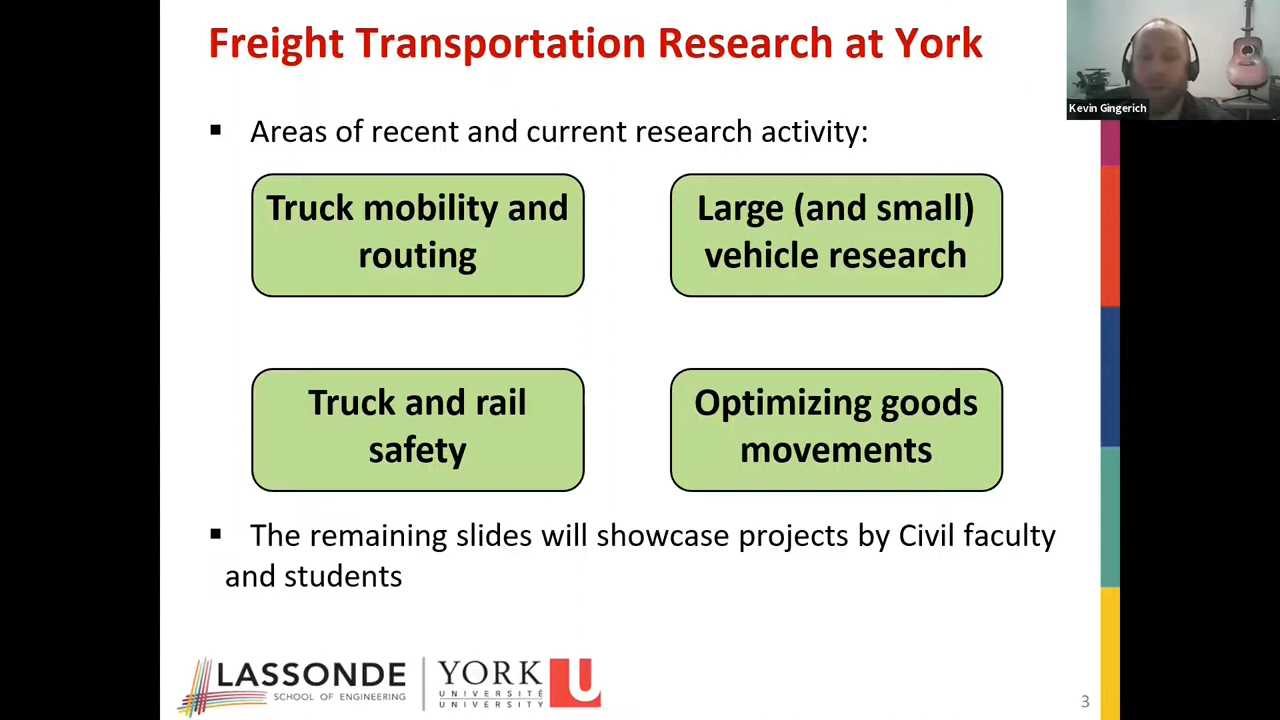 Freight Transportation Research at York
Kevin Gingerich
▪ Areas of recent and current research activity:
Truck mobility and
routing
Large (and small)
vehicle research
Truck and rail
safety
Optimizing goods
movements
▪ The remaining slides will showcase projects by Civil faculty
and students
LASSONDE
SCHOOL OF ENGINEERING
YORK
UNIVERSITÉ
UNIVERSITY
U
3